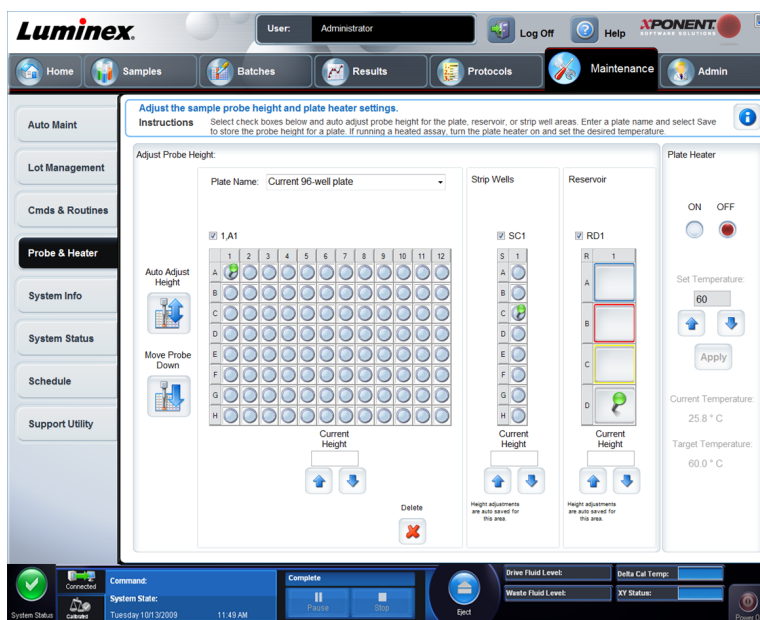 Luminex.
User: Administrator
Log Off
Help
XPONENT.
SOFTWARE SOLUTIONS
Home
Samples
Batches
Results
Protocols
Maintenance
Admin
Auto Maint
Lot Management
Cmds & Routines
Probe & Heater
System Info
System Status
Schedule
Support Utility
Adjust the sample probe height and plate heater settings.
Instructions Select check boxes below and auto adjust probe height for the plate, reservoir, or strip well areas. Enter a plate name and select Save
to store the probe height for a plate. If running a heated assay, turn the plate heater on and set the desired temperature.
Adjust Probe Height:
Plate Name: Current 96-well plate
1,A1
1 2 3 4 5 6 7 8 9 10 11 12
A
B
C
D
E
F
G
H
Auto Adjust
Height
Move Probe
Down
Current
Height
Delete
Strip Wells
SC1
S 1
A
B
C
D
E
F
G
H
Current
Height
Height adjustments
are auto saved for
this area.
Reservoir
RD1
R 1
A
B
C
D
Current
Height
Height adjustments
are auto saved for
this area.
Plate Heater
ON OFF
Set Temperature:
60
Apply
Current Temperature:
25.8 ° C
Target Temperature:
60.0 ° C
System Status
Connected
Calibrated
Command:
System State:
Tuesday 10/13/2009 11:49 AM
Complete
Pause
Stop
Eject
Drive Fluid Level:
Waste Fluid Level:
Delta Cal Temp:
XY Status: